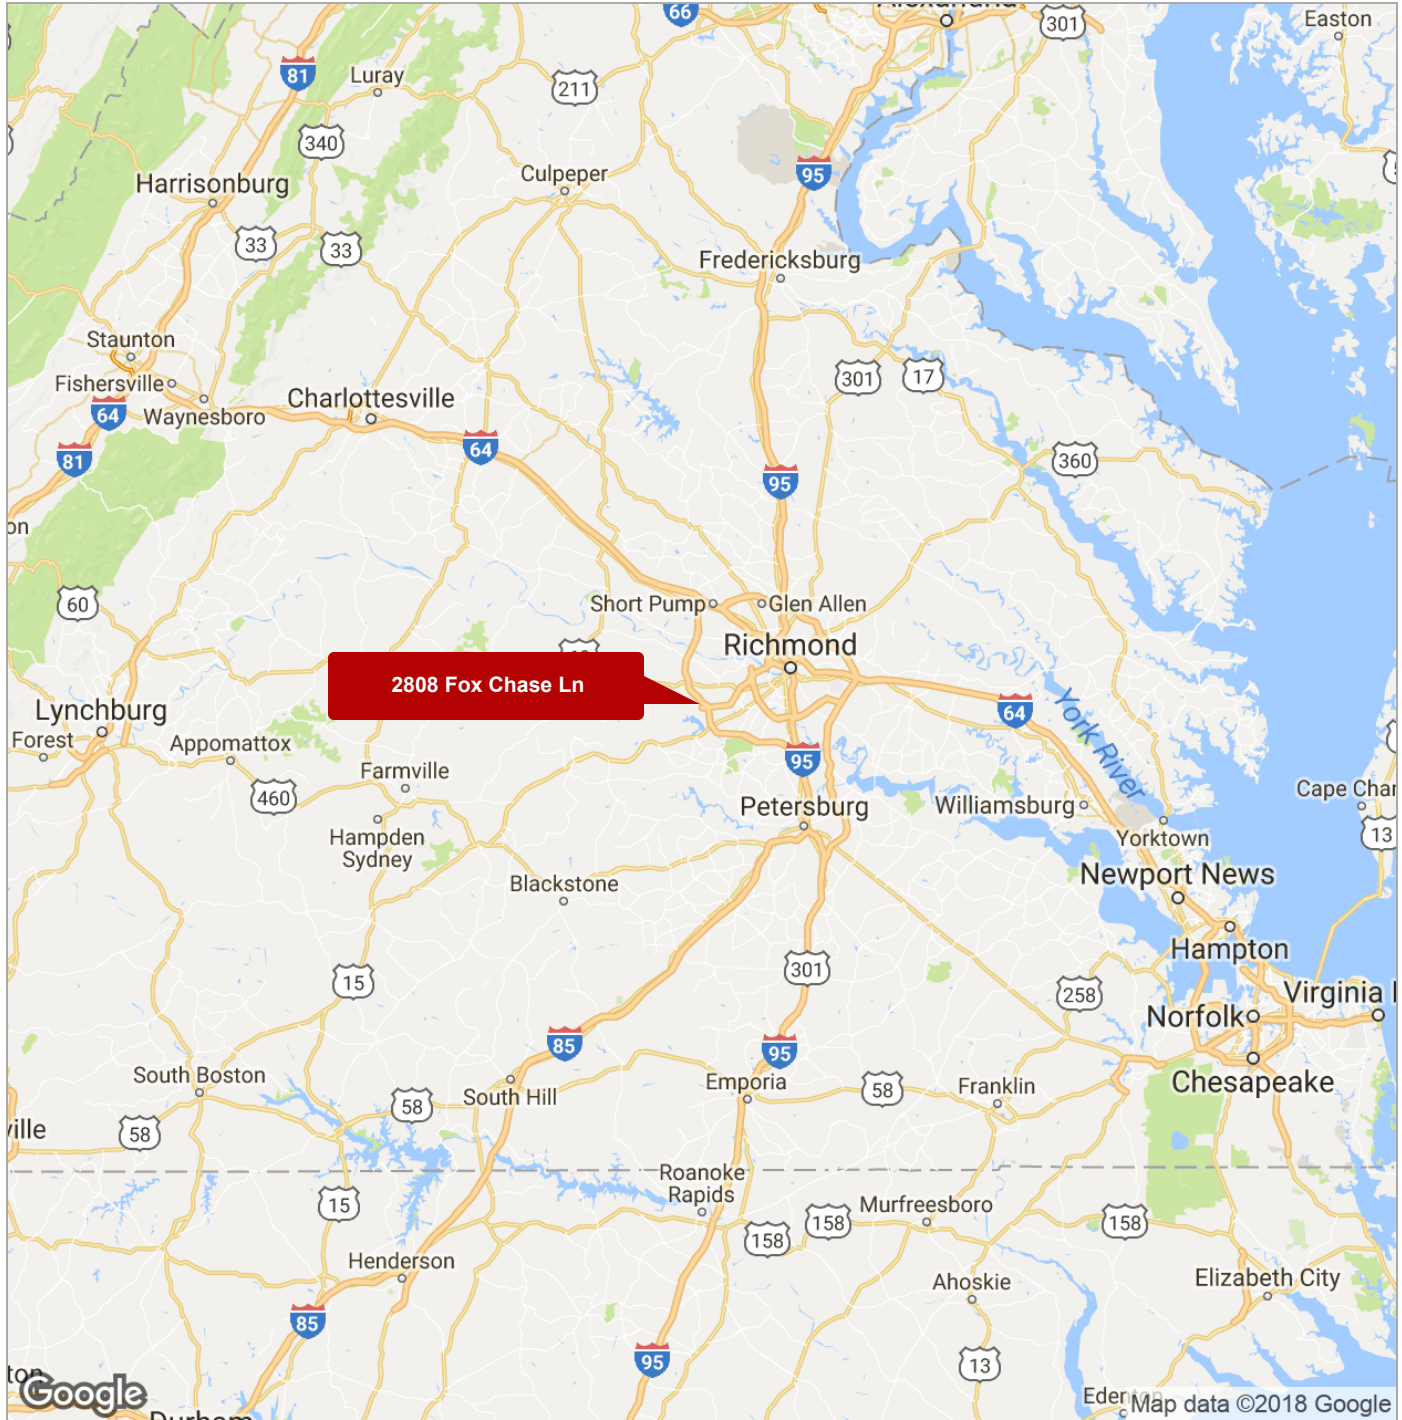 66
301
Easton
81
Luray
211
340
95
Culpeper
Harrisonburg
33
33
Fredericksburg
Staunton
301
17
Fishersville
Charlottesville
64
Waynesboro
64
81
360
95
60
Short Pump
Glen Allen
Richmond
2808 Fox Chase Ln
Lynchburg
64
York River
Forest
Appomattox
95
Farmville
460
Petersburg
Williamsburg
Hampden
Sydney
Yorktown
13
Newport News
Blackstone
Hampton
301
15
258
Virginia
Norfolk
85
95
South Boston
Emporia
Chesapeake
58
South Hill
58
Franklin
58
Roanoke
Rapids
15
Murfreesboro
158
158
158
Henderson
Ahoskie
Elizabeth City
85
95
13
Google
Map data ©2018 Google